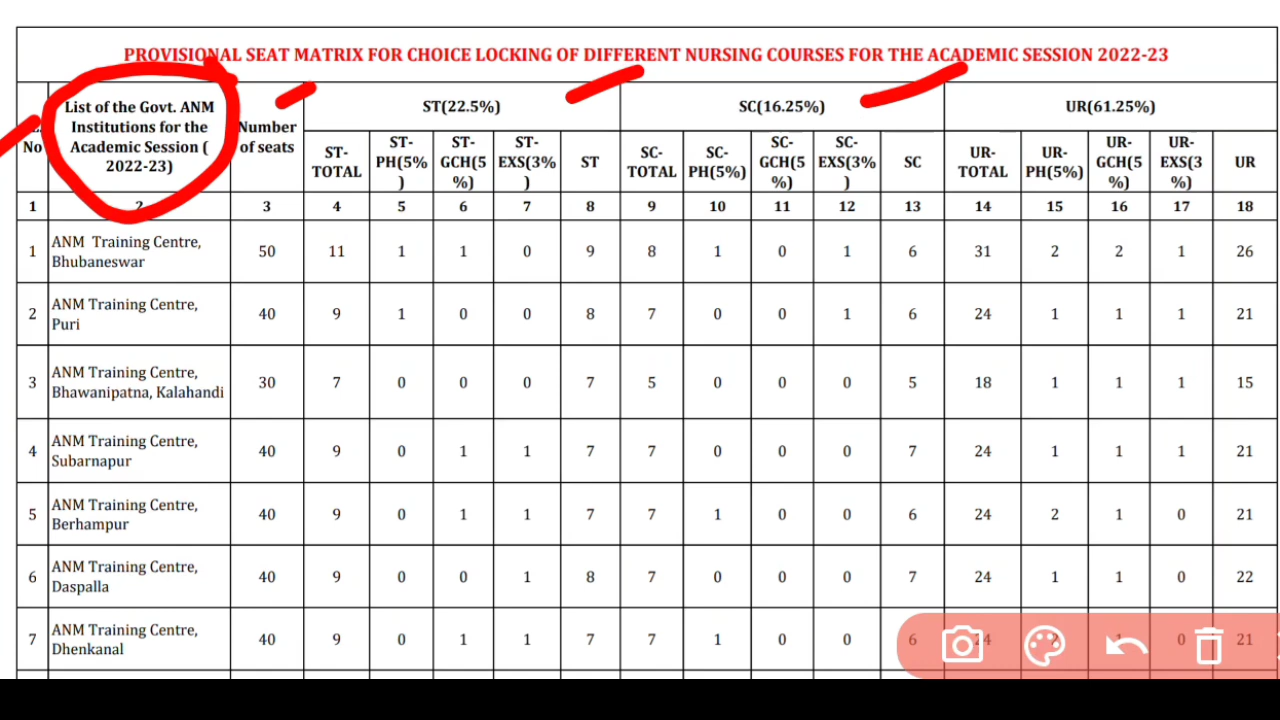 PROVISIONAL SEAT MATRIX FOR CHOICE LOCKING OF DIFFERENT NURSING COURSES FOR THE ACADEMIC SESSION 2022-23
No
List of the Govt. ANM
Institutions for the
Academic Session (
2022-23)
Number
of seats
ST(22.5%)
SC(16.25%)
UR(61.25%)
ST-
TOTAL
ST-
PH(5%
)
ST-
GCH(5
%)
ST-
EXS(3%
)
ST
SC-
TOTAL
SC-
PH(5%)
SC-
GCH(5
%)
SC-
EXS(3%
)
SC
UR-
TOTAL
UR-
PH(5%)
UR-
GCH(5
%)
UR-
EXS(3
%)
UR
1 2 3 4 5 6 7 8 9 10 11 12 13 14 15 16 17 18
1 ANM Training Centre,
Bhubaneswar
50 11 1 1 0 9 8 1 0 1 6 31 2 2 1 26
2 ANM Training Centre,
Puri
40 9 1 0 0 8 7 0 0 1 6 24 1 1 1 21
3 ANM Training Centre,
Bhawanipatna, Kalahandi
30 7 0 0 0 7 5 0 0 0 5 18 1 1 1 15
4 ANM Training Centre,
Subarnapur
40 9 0 1 1 7 7 0 0 0 7 24 1 1 1 21
5 ANM Training Centre,
Berhampur
40 9 0 1 1 7 7 1 0 0 6 24 2 1 0 21
6 ANM Training Centre,
Daspalla
40 9 0 0 1 8 7 0 0 0 7 24 1 1 0 22
7 ANM Training Centre,
Dhenkanal
40 9 0 1 1 7 7 1 0 0 6 24 1 0 21